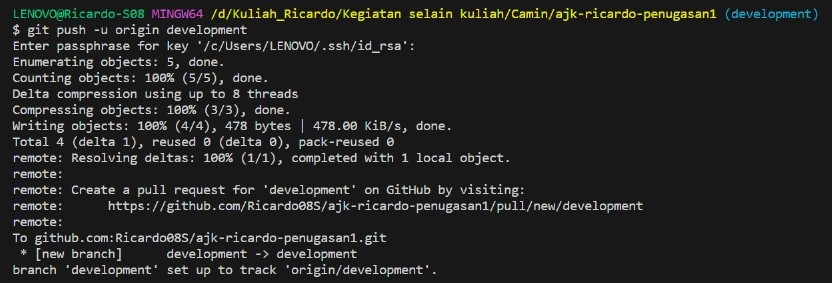 LENOVO@Ricardo-S08 MINGW64 /d/Kuliah_Ricardo/Kegiatan selain kuliah/Camin/ajk-ricardo-penugasan1 (development)
$ git push -u origin development
Enter passphrase for key '/c/Users/LENOVO/.ssh/id_rsa':
Enumerating objects: 5, done.
Counting objects: 100% (5/5), done.
Delta compression using up to 8 threads
Compressing objects: 100% (3/3), done.
Writing objects: 100% (4/4), 478 bytes | 478.00 KiB/s, done.
Total 4 (delta 1), reused 0 (delta 0), pack-reused 0
remote: Resolving deltas: 100% (1/1), completed with 1 local object.
remote:
remote: Create a pull request for 'development' on GitHub by visiting:
remote:      https://github.com/Ricardo08S/ajk-ricardo-penugasan1/pull/new/development
remote:
To github.com:Ricardo08S/ajk-ricardo-penugasan1.git
 * [new branch]      development -> development
branch 'development' set up to track 'origin/development'.